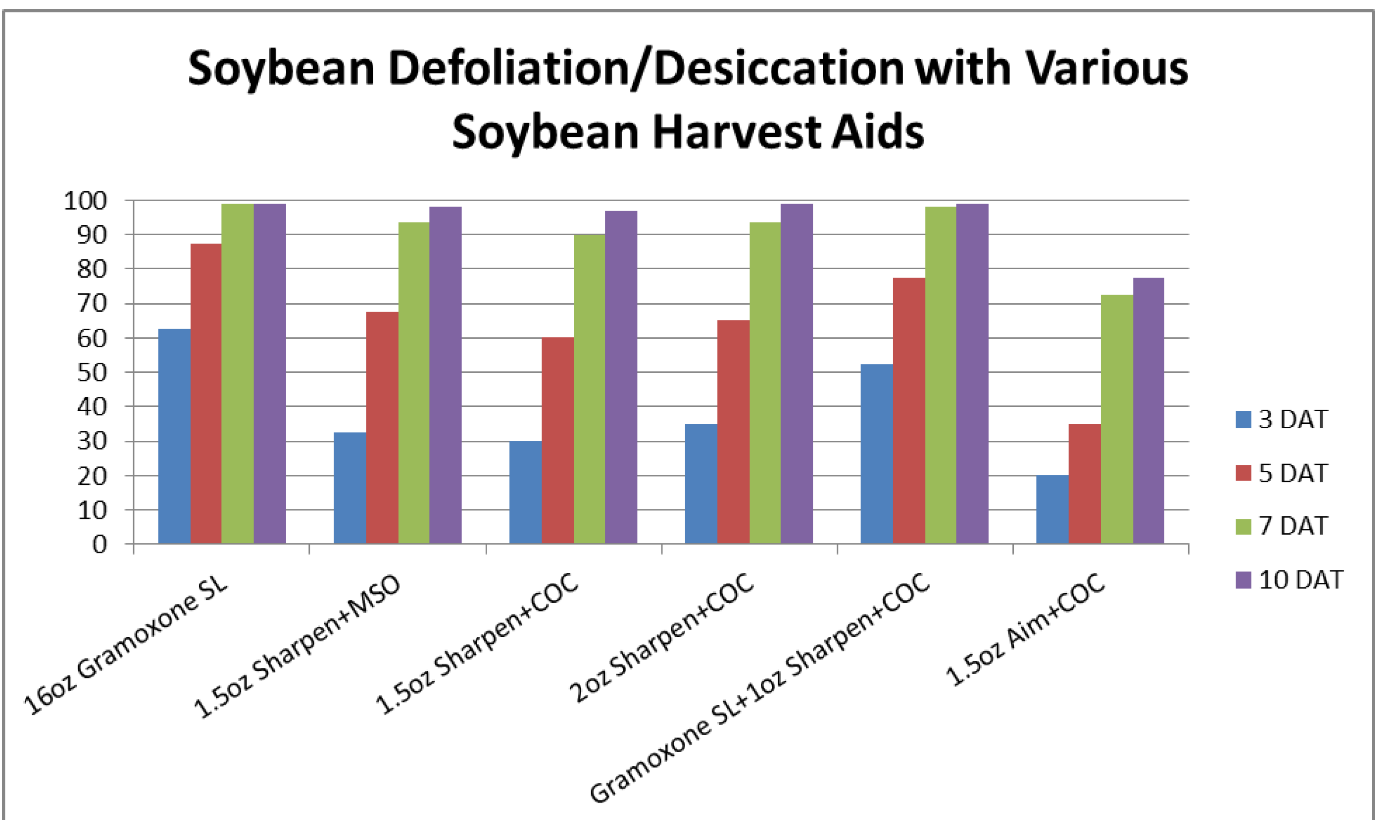 Soybean Defoliation/Desiccation with Various
Soybean Harvest Aids
100
90
80
70
60
50
40
30
20
10
0
16oz Gramoxone SL
1.5oz Sharpen+MSO
1.5oz Sharpen+COC
2oz Sharpen+COC
Gramoxone SL+1oz Sharpen+COC
1.5oz Aim+COC
3 DAT
5 DAT
7 DAT
10 DAT